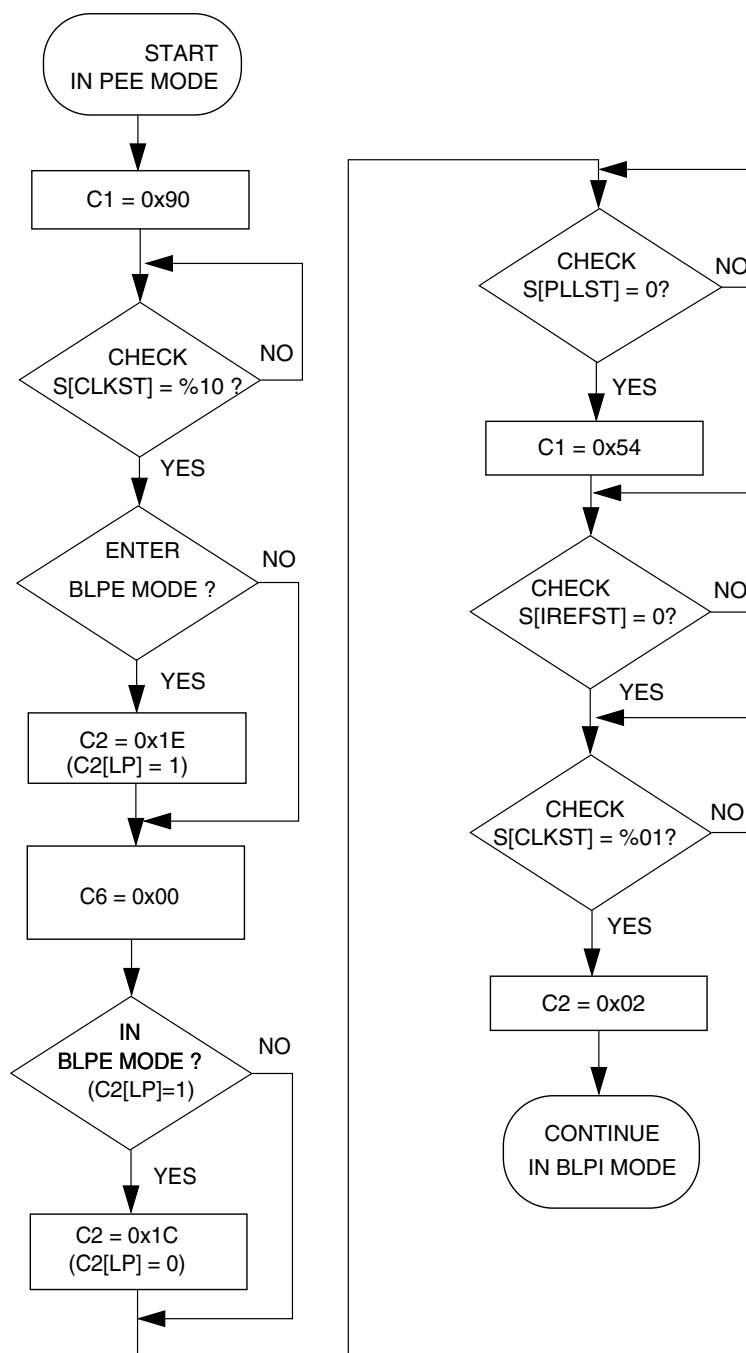 START
IN PEE MODE
C1 = 0x90
CHECK
S[CLKST] = %10 ?
NO
YES
ENTER
BLPE MODE ?
NO
YES
C2 = 0x1E
(C2[LP] = 1)
C6 = 0x00
IN
BLPE MODE ?
(C2[LP]=1)
NO
YES
C2 = 0x1C
(C2[LP] = 0)
CHECK
S[PLLST] = 0?
NO
YES
C1 = 0x54
CHECK
S[IREFST] = 0?
NO
YES
CHECK
S[CLKST] = %01?
NO
YES
C2 = 0x02
CONTINUE
IN BLPI MODE